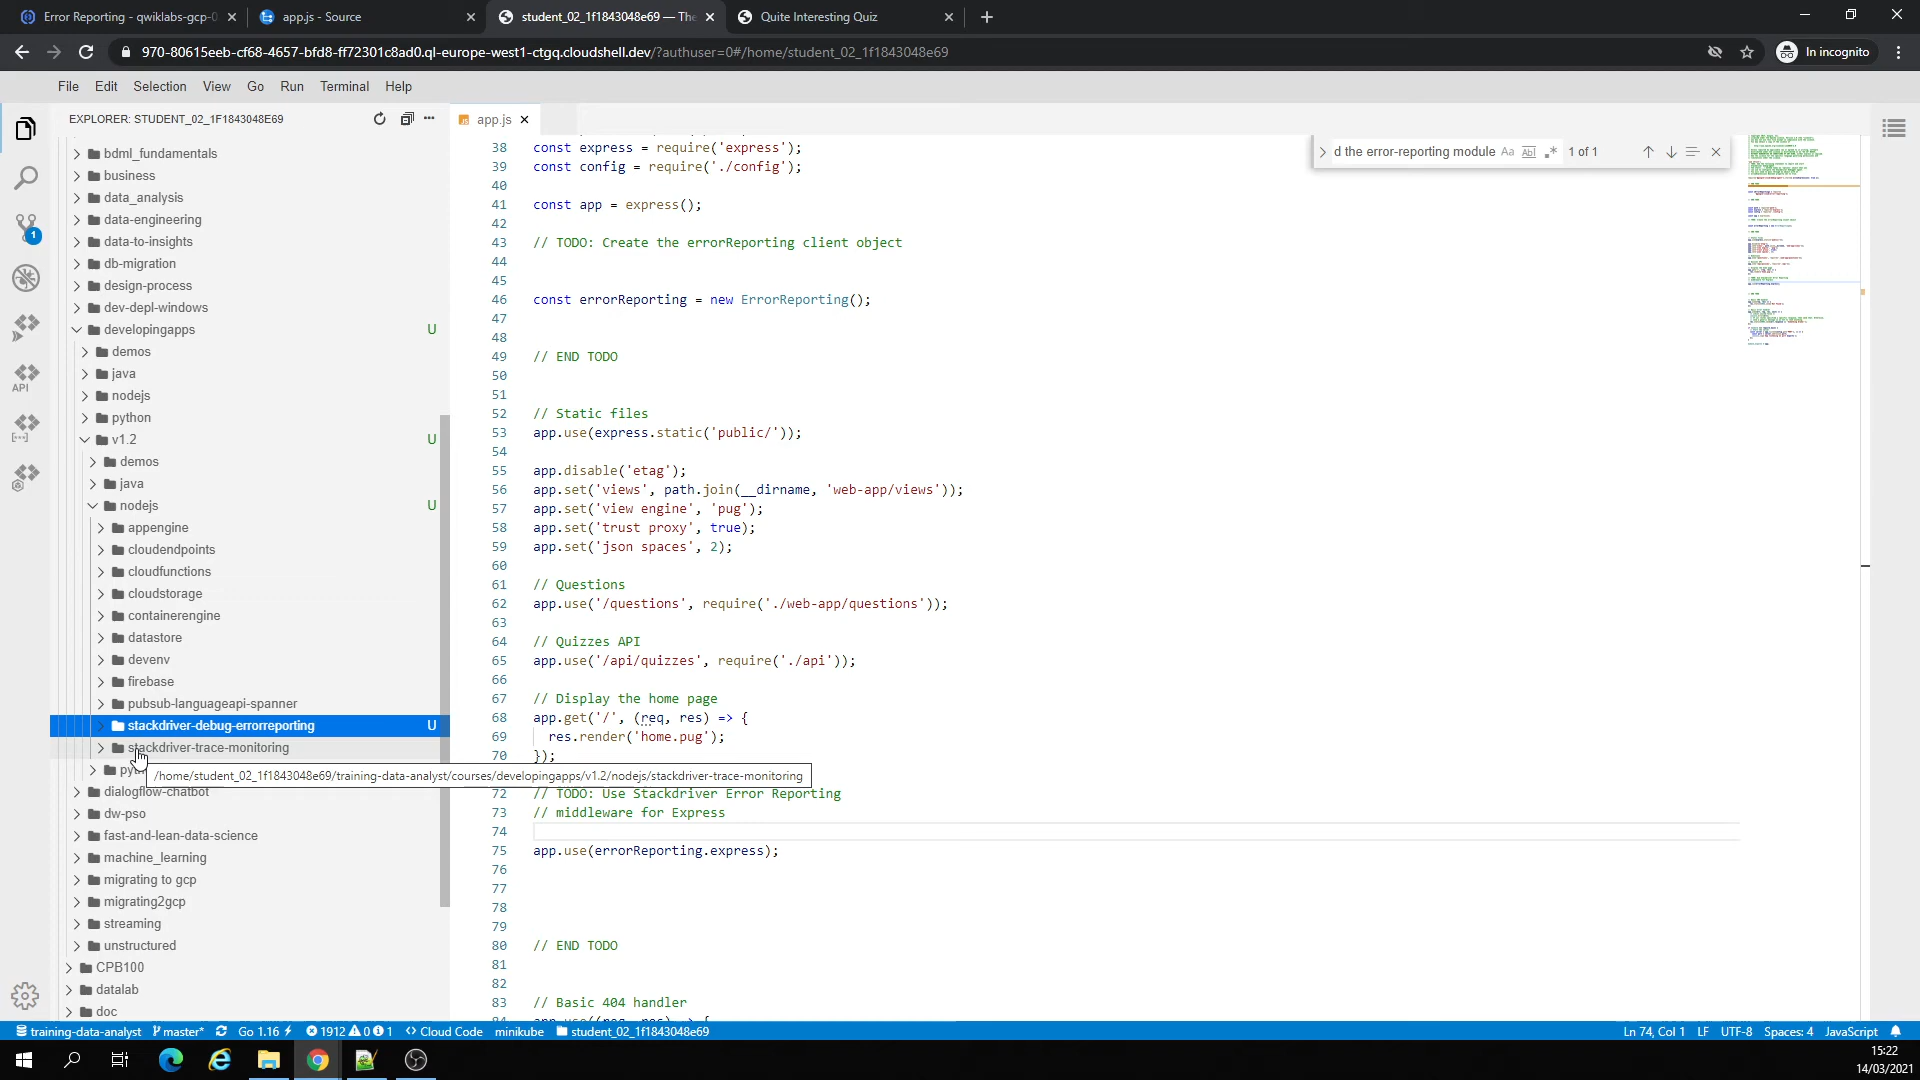 Error Reporting - qwiklabs-gcp-0
app.js - Source
student_02_1f1843048e69 — The
Quite Interesting Quiz
970-80615eeb-cf68-4657-bfd8-ff72301c8ad0.ql-europe-west1-ctgq.cloudshell.dev/?authuser=0#/home/student_02_1f1843048e69
In incognito
File Edit Selection View Go Run Terminal Help
EXPLORER: STUDENT_02_1F1843048E69
app.js
d the error-reporting module
Aa Abl .*
1 of 1
1
API
bdml_fundamentals
business
data_analysis
data-engineering
data-to-insights
db-migration
design-process
dev-depl-windows
developingapps U
demos
java
nodejs
python
v1.2 U
demos
java
nodejs U
appengine
cloudendpoints
cloudfunctions
cloudstorage
containerengine
datastore
devenv
firebase
pubsub-languageapi-spanner
stackdriver-debug-errorreporting U
stackdriver-trace-monitoring
/home/student_02_1f1843048e69/training-data-analyst/courses/developingapps/v1.2/nodejs/stackdriver-trace-monitoring
dialogflow-chatbot
dw-pso
fast-and-lean-data-science
machine_learning
migrating to gcp
migrating2gcp
streaming
unstructured
CPB100
datalab
doc
38 const express = require('express');
39 const config = require('./config');
40
41 const app = express();
42
43 // TODO: Create the errorReporting client object
44
45
46 const errorReporting = new ErrorReporting();
47
48
49 // END TODO
50
51
52 // Static files
53 app.use(express.static('public/'));
54
55 app.disable('etag');
56 app.set('views', path.join(__dirname, 'web-app/views'));
57 app.set('view engine', 'pug');
58 app.set('trust proxy', true);
59 app.set('json spaces', 2);
60
61 // Questions
62 app.use('/questions', require('./web-app/questions'));
63
64 // Quizzes API
65 app.use('/api/quizzes', require('./api'));
66
67 // Display the home page
68 app.get('/', (req, res) => {
69 res.render('home.pug');
70 });
72 // TODO: Use Stackdriver Error Reporting
73 // middleware for Express
74
75 app.use(errorReporting.express);
76
77
78
79
80 // END TODO
81
82
83 // Basic 404 handler
training-data-analyst master* Go 1.16 1912 0 1 Cloud Code minikube student_02_1f1843048e69
Ln 74, Col 1 LF UTF-8 Spaces: 4 JavaScript
15:22
14/03/2021